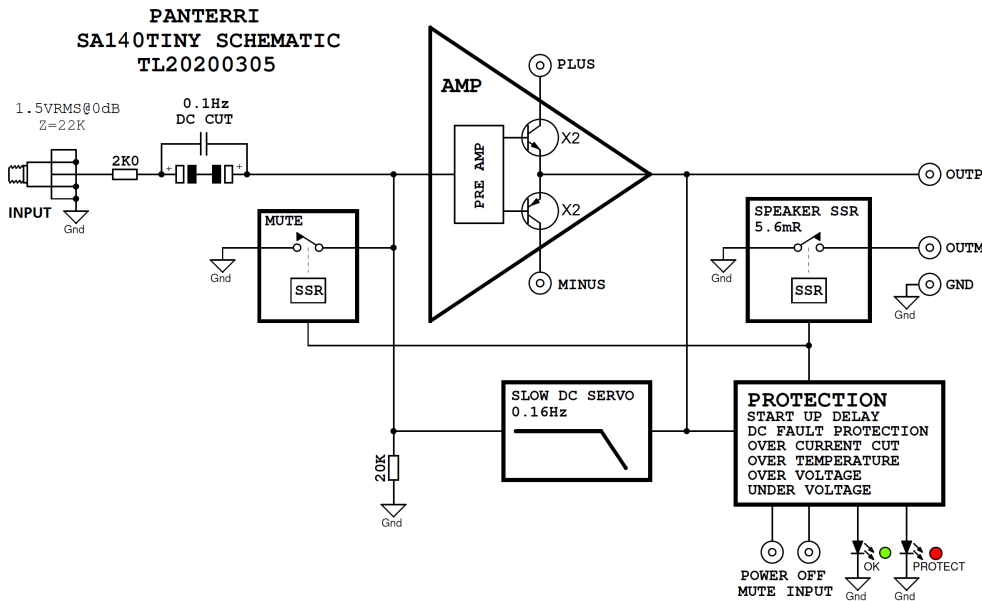 PANTERRI
SA140TINY SCHEMATIC
TL20200305
1.5VRMS@0dB
Z=22K
INPUT
Gnd
2K0
0.1Hz
DC CUT
+
+
AMP
PRE AMP
PLUS
X2
X2
MINUS
MUTE
SSR
Gnd
SPEAKER SSR
5.6mR
SSR
Gnd
OUTP
OUTM
GND
Gnd
SLOW DC SERVO
0.16Hz
20K
Gnd
PROTECTION
START UP DELAY
DC FAULT PROTECTION
OVER CURRENT CUT
OVER TEMPERATURE
OVER VOLTAGE
UNDER VOLTAGE
POWER OFF
MUTE INPUT
OK
Gnd
PROTECT
Gnd